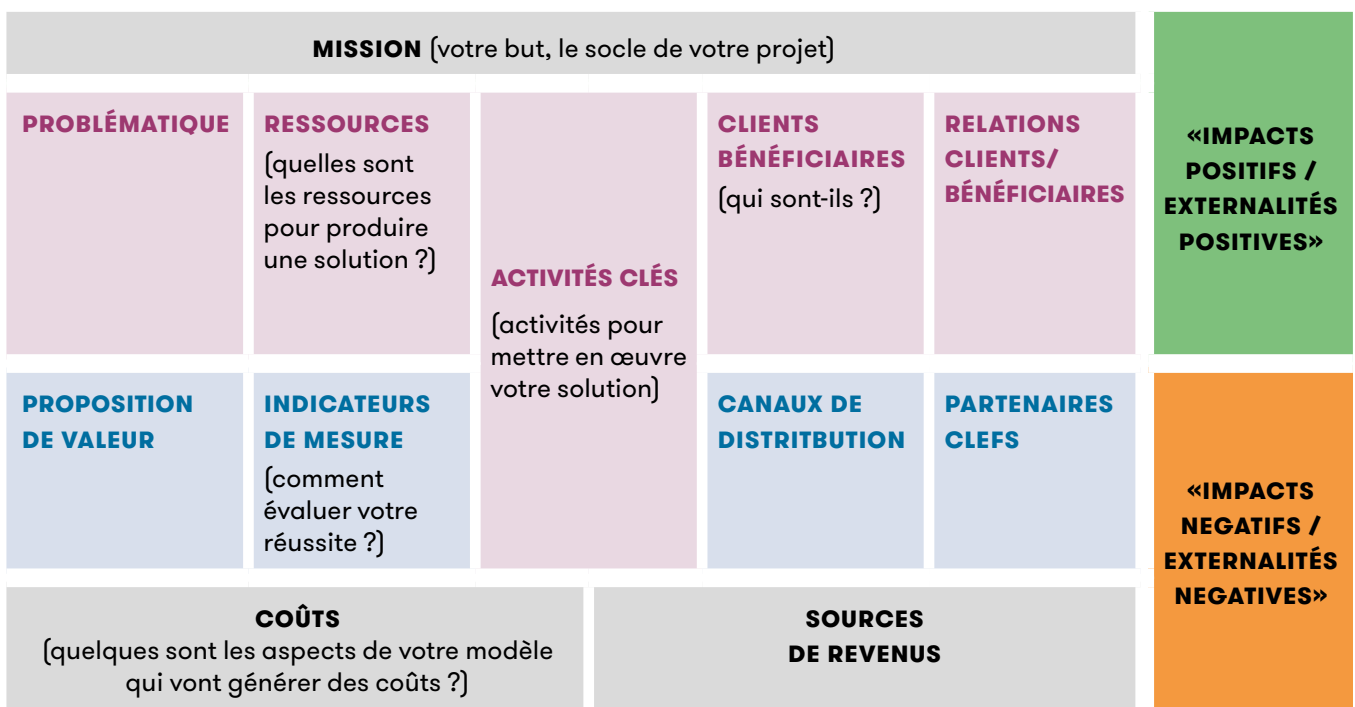 MISSION (votre but, le socle de votre projet)
PROBLÉMATIQUE
RESSOURCES
(quelles sont
les ressources
pour produire
une solution ?)
ACTIVITÉS CLÉS
(activités pour
mettre en œuvre
votre solution)
CLIENTS
BÉNÉFICIAIRES
(qui sont-ils ?)
RELATIONS
CLIENTS/
BÉNÉFICIAIRES
«IMPACTS
POSITIFS /
EXTERNALITÉS
POSITIVES»
PROPOSITION
DE VALEUR
INDICATEURS
DE MESURE
(comment
évaluer votre
réussite ?)
CANAUX DE
DISTRITBUTION
PARTENAIRES
CLEFS
«IMPACTS
NEGATIFS /
EXTERNALITÉS
NEGATIVES»
COÛTS
(quelques sont les aspects de votre modèle
qui vont générer des coûts ?)
SOURCES
DE REVENUS